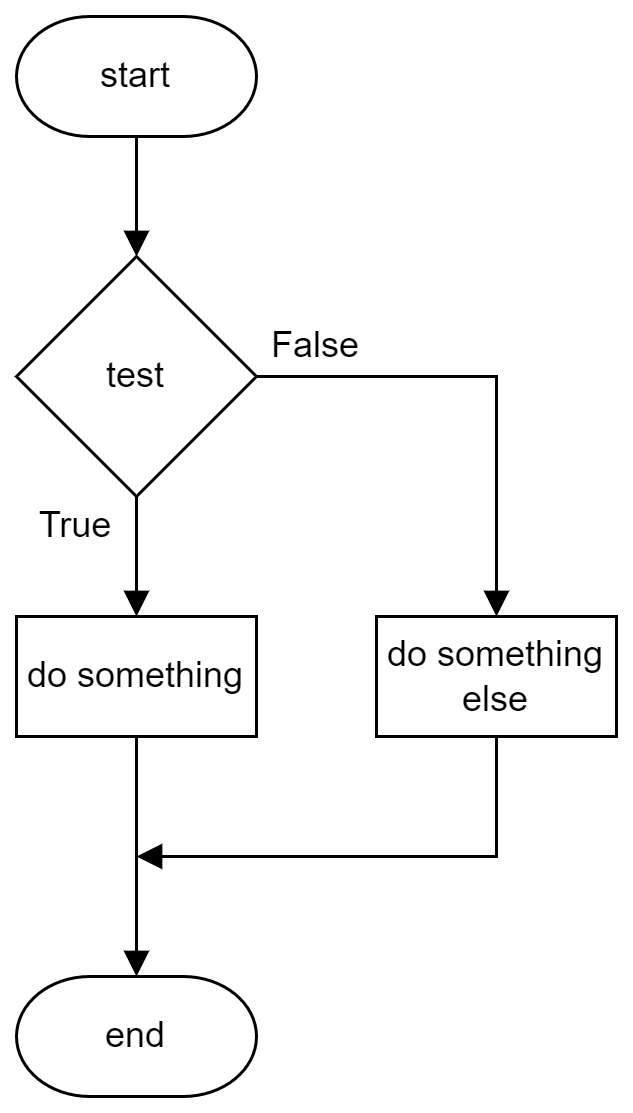 start
test
False
True
do something
do something
else
end